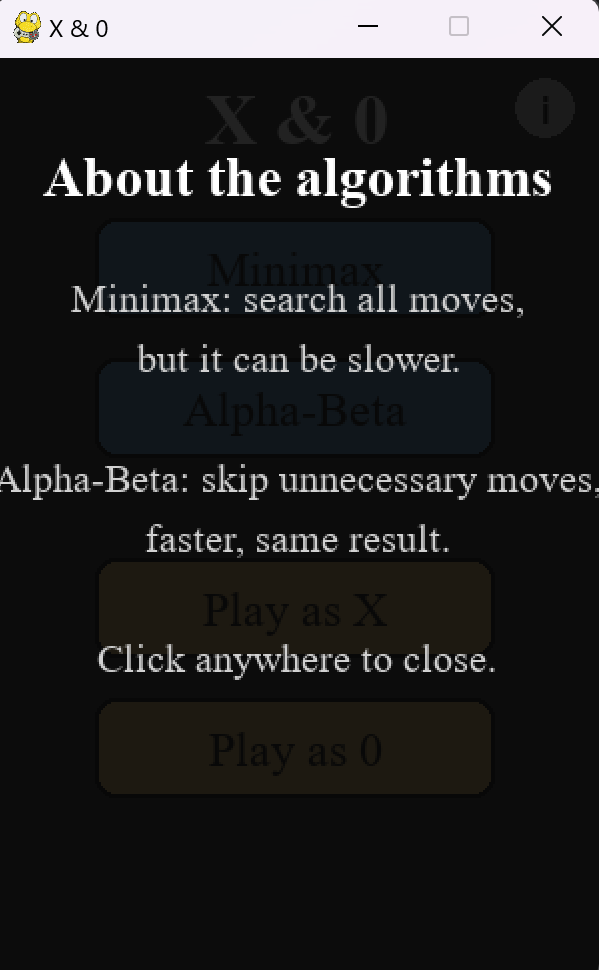 X & 0
X & 0
i
About the algorithms
Minimax
Minimax: search all moves,
but it can be slower.
Alpha-Beta
Alpha-Beta: skip unnecessary moves,
faster, same result.
Play as X
Click anywhere to close.
Play as 0